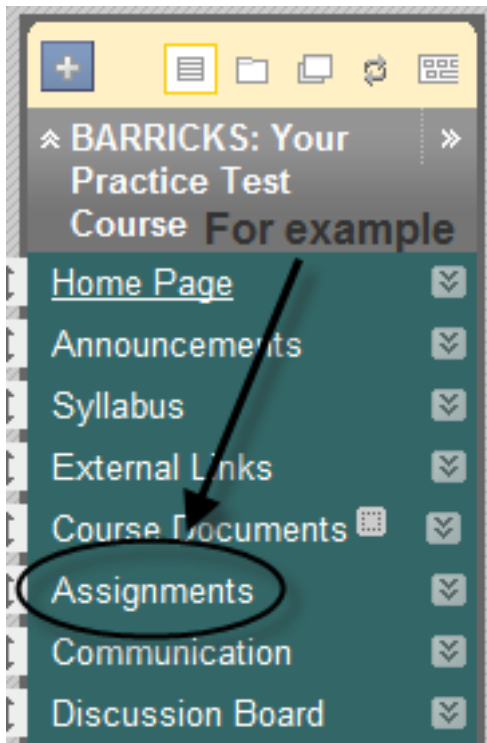 BARRICKS: Your
Practice Test
Course For example
Home Page
Announcements
Syllabus
External Links
Course Documents
Assignments
Communication
Discussion Board